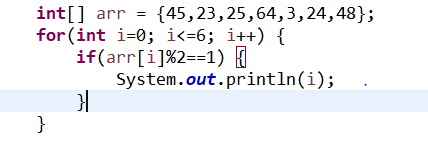 int[] arr = {45,23,25,64,3,24,48};
for(int i=0; i<=6; i++) {
if(arr[i]%2==1) {
System.out.println(i);
}
}